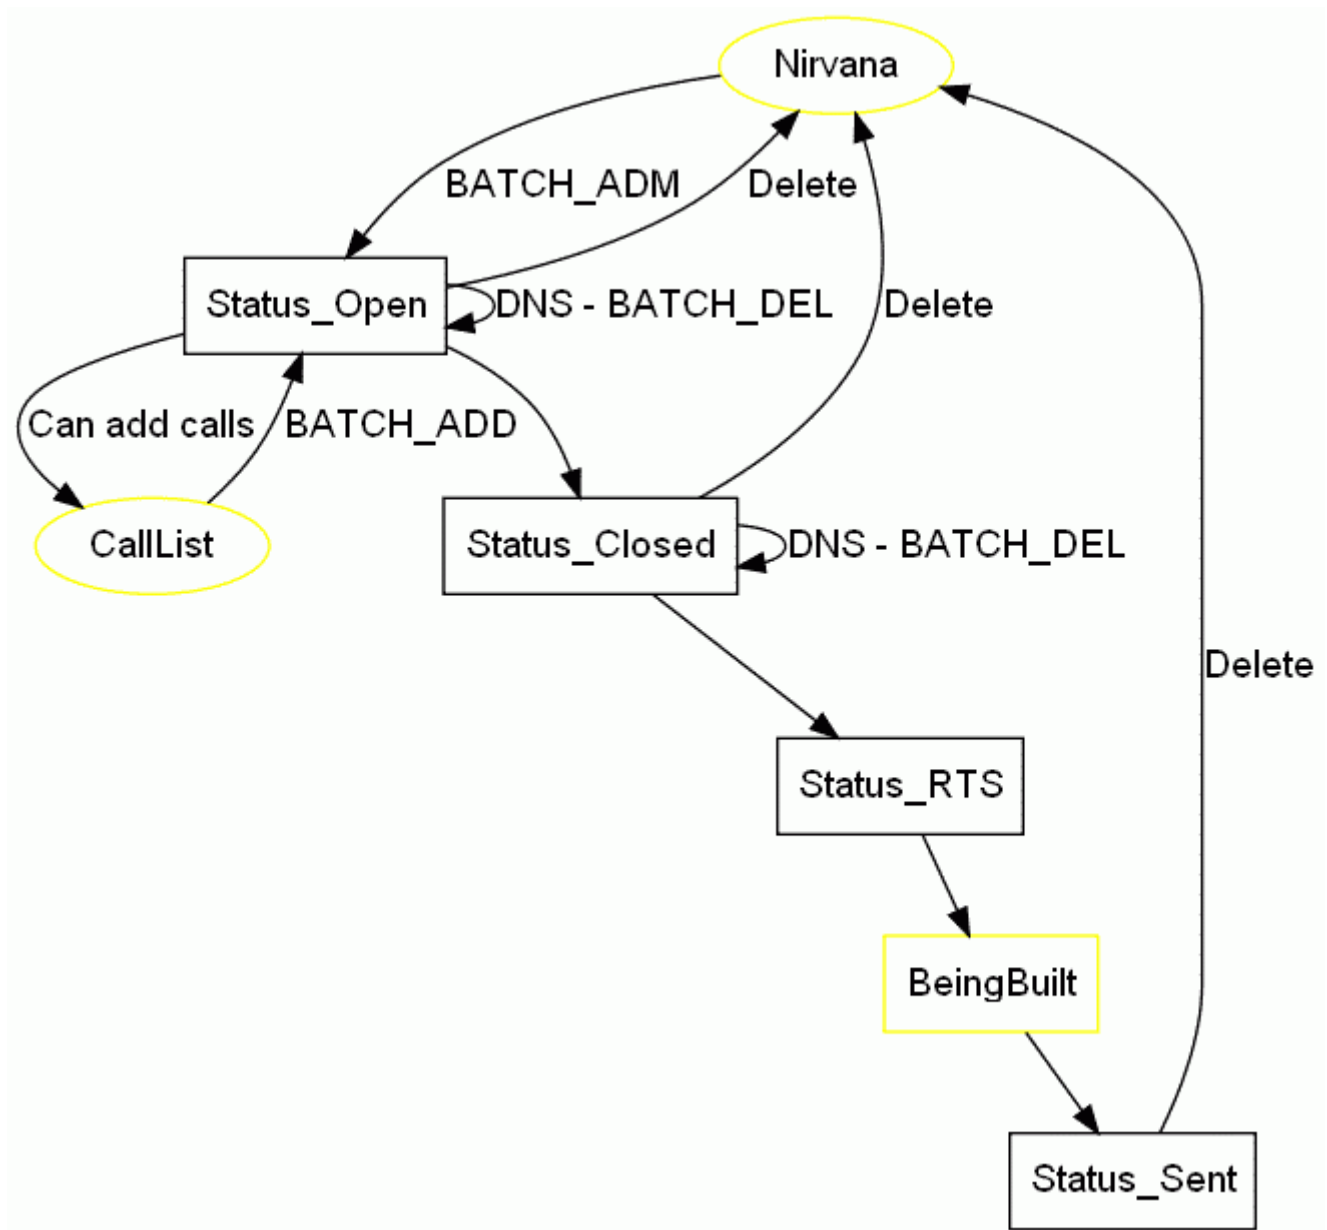 Nirvana
BATCH_ADM
Delete
Status_Open
DNS - BATCH_DEL
Delete
Can add calls
BATCH_ADD
CallList
Status_Closed
DNS - BATCH_DEL
Delete
Status_RTS
BeingBuilt
Status_Sent